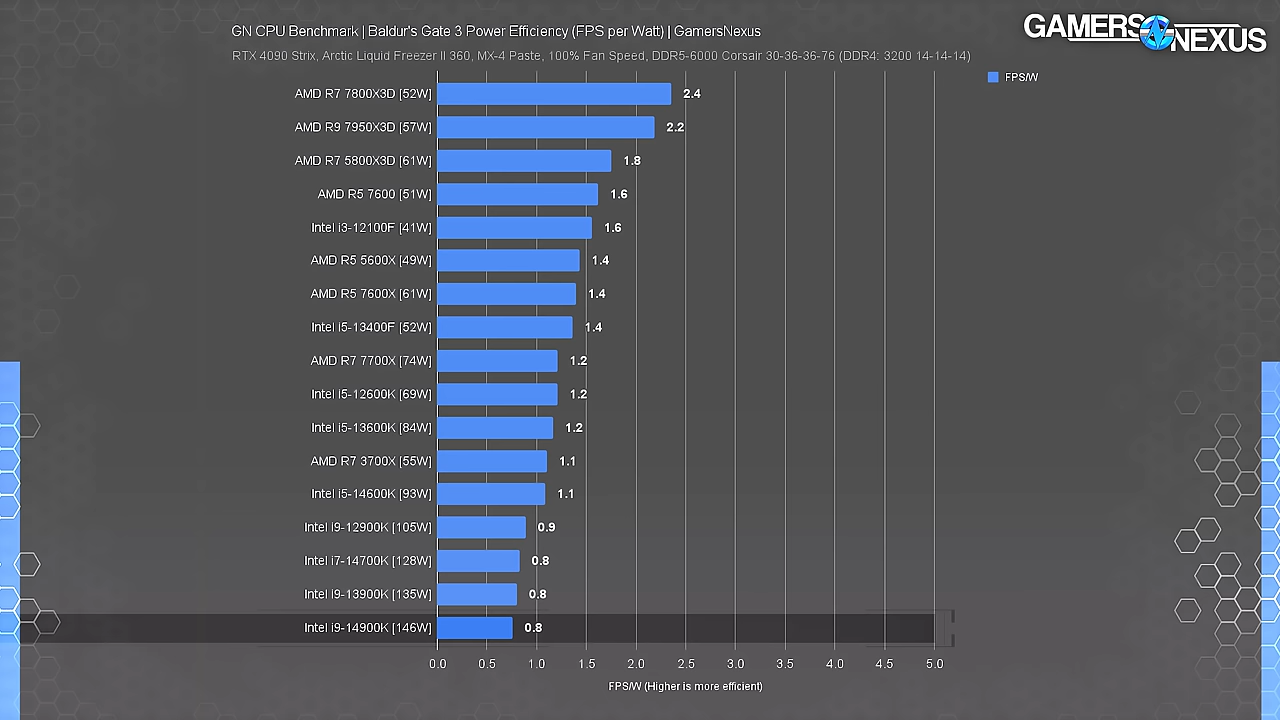 GN CPU Benchmark | Baldur's Gate 3 Power Efficiency (FPS per Watt) | GamersNexus
GAMERS NEXUS
RTX 4090 Strix, Arctic Liquid Freezer II 360, MX-4 Paste, 100% Fan Speed, DDR5-6000 Corsair 30-36-36-76 (DDR4: 3200 14-14-14)
FPS/W
AMD R7 7800X3D [52W] 2.4
AMD R9 7950X3D [57W] 2.2
AMD R7 5800X3D [61W] 1.8
AMD R5 7600 [51W] 1.6
Intel i3-12100F [41W] 1.6
AMD R5 5600X [49W] 1.4
AMD R5 7600X [61W] 1.4
Intel i5-13400F [52W] 1.4
AMD R7 7700X [74W] 1.2
Intel i5-12600K [69W] 1.2
Intel i5-13600K [84W] 1.2
AMD R7 3700X [55W] 1.1
Intel i5-14600K [93W] 1.1
Intel i9-12900K [105W] 0.9
Intel i7-14700K [128W] 0.8
Intel i9-13900K [135W] 0.8
Intel i9-14900K [146W] 0.8
0.0 0.5 1.0 1.5 2.0 2.5 3.0 3.5 4.0 4.5 5.0
FPS/W (Higher is more efficient)